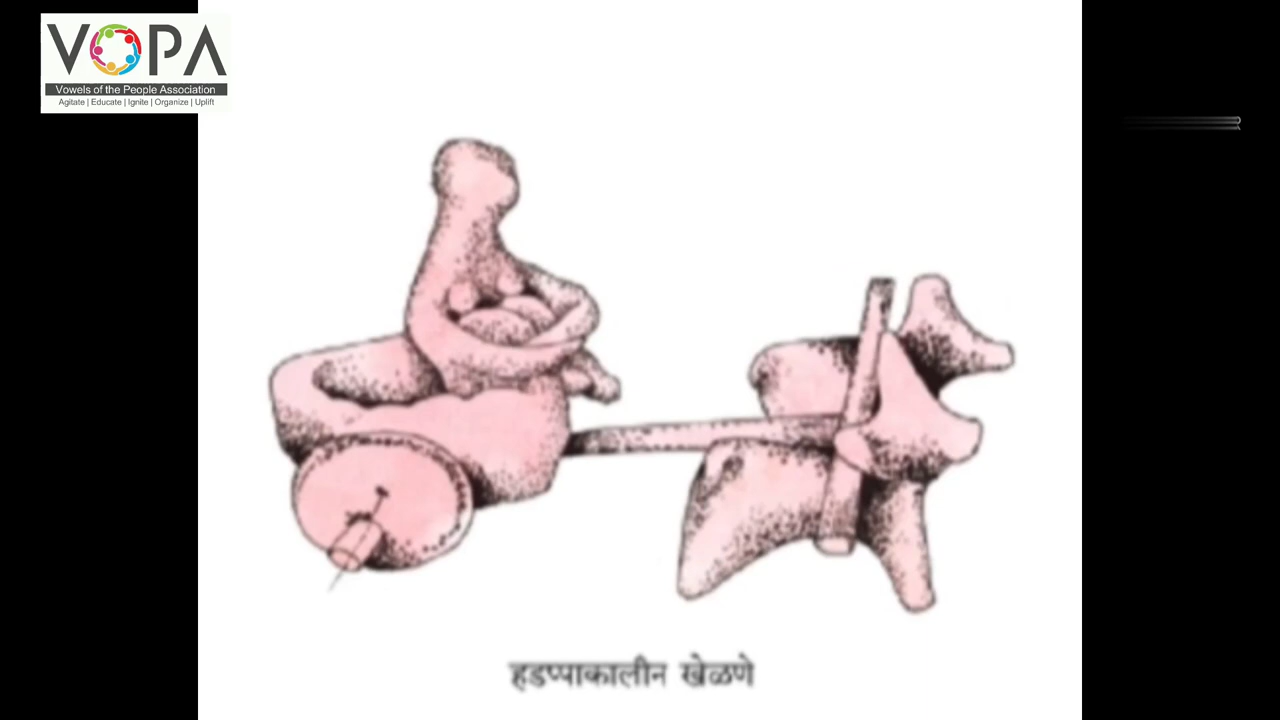 VOPA
Vowels of the People Association
Agitate | Educate | Ignite | Organize | Uplift
हडप्पाकालीन खेळणे